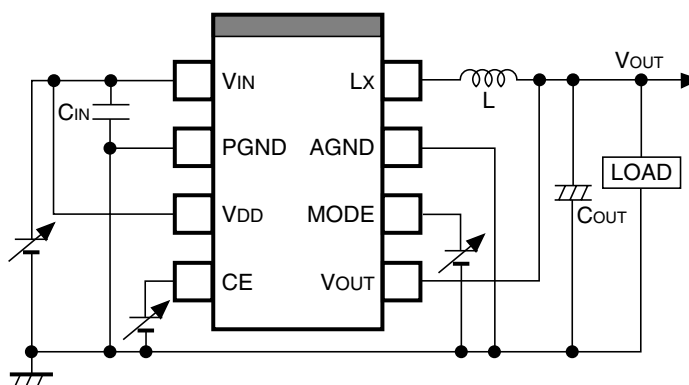 VOUT
VIN LX
L
CIN
PGND AGND
LOAD
VDD MODE
COUT
CE VOUT